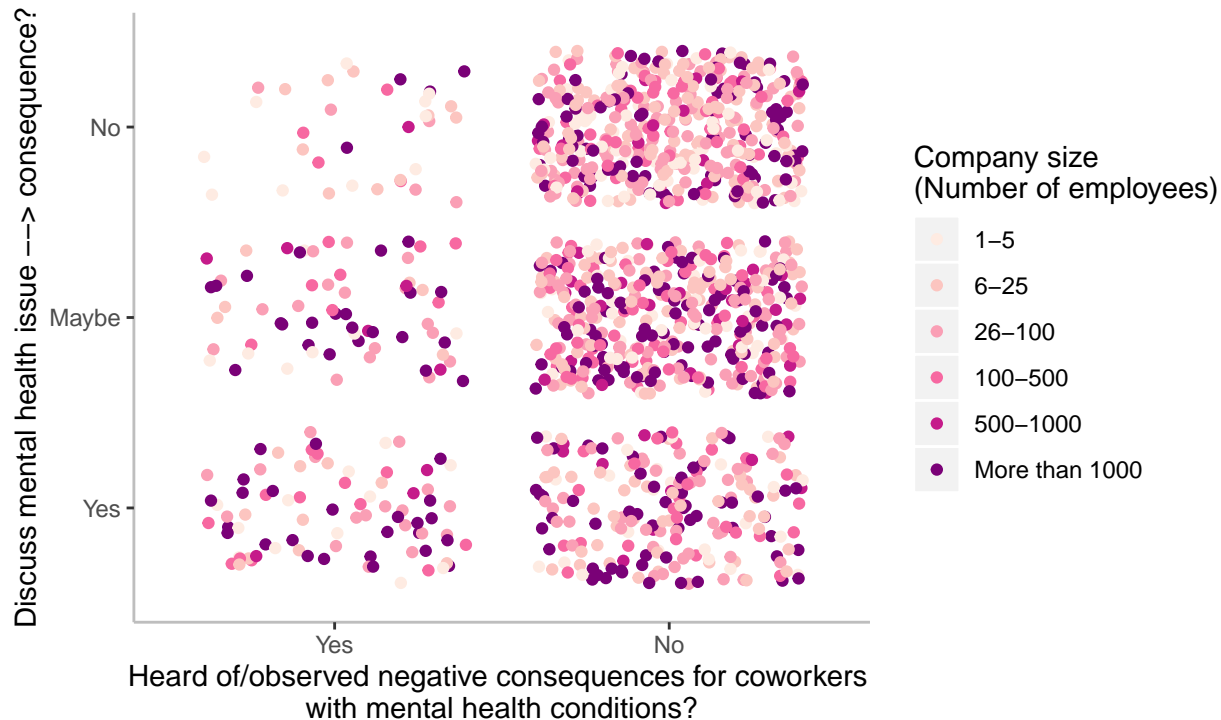 Discuss mental health issue −−> consequence?
No
Maybe
Yes
Yes
No
Heard of/observed negative consequences for coworkers
with mental health conditions?
Company size
(Number of employees)
1−5
6−25
26−100
100−500
500−1000
More than 1000